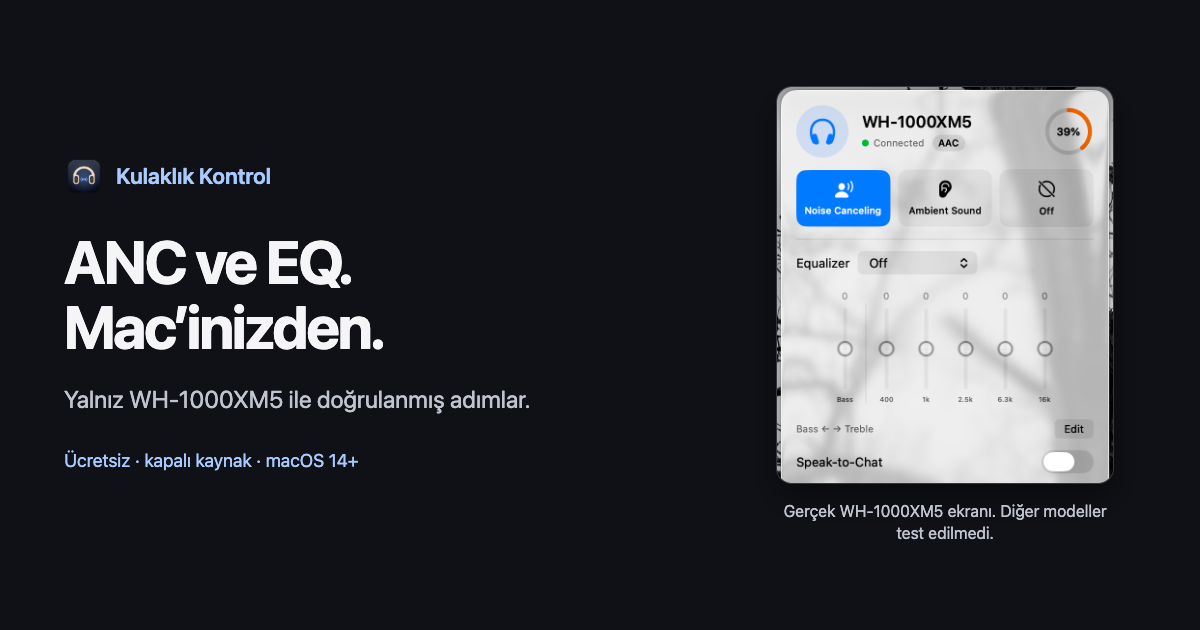 Kulaklık Kontrol
ANC ve EQ.
Mac’inizden.
Yalnız WH-1000XM5 ile doğrulanmış adımlar.
Ücretsiz · kapalı kaynak · macOS 14+
WH-1000XM5
Connected AAC
39%
Noise Canceling
Ambient Sound
Off
Equalizer Off
0 0 0 0 0 0
Bass 400 1k 2.5k 6.3k 16k
Bass ← → Treble
Edit
Speak-to-Chat
Gerçek WH-1000XM5 ekranı. Diğer modeller
test edilmedi.